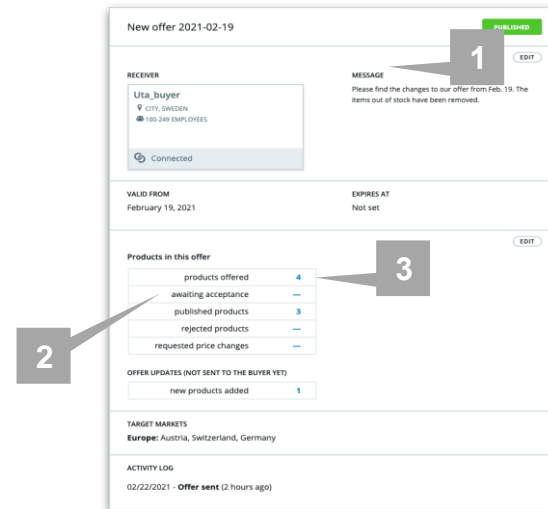 New offer 2021-02-19
PUBLISHED
1
EDIT
RECEIVER
MESSAGE
Uta_buyer
CITY, SWEDEN
100-249 EMPLOYEES
Connected
Please find the changes to our offer from Feb. 19. The
items out of stock have been removed.
VALID FROM
February 19, 2021
EXPIRES AT
Not set
EDIT
Products in this offer
3
products offered 4
awaiting acceptance —
published products 3
rejected products —
requested price changes —
2
OFFER UPDATES (NOT SENT TO THE BUYER YET)
new products added 1
TARGET MARKETS
Europe: Austria, Switzerland, Germany
ACTIVITY LOG
02/22/2021 - Offer sent (2 hours ago)